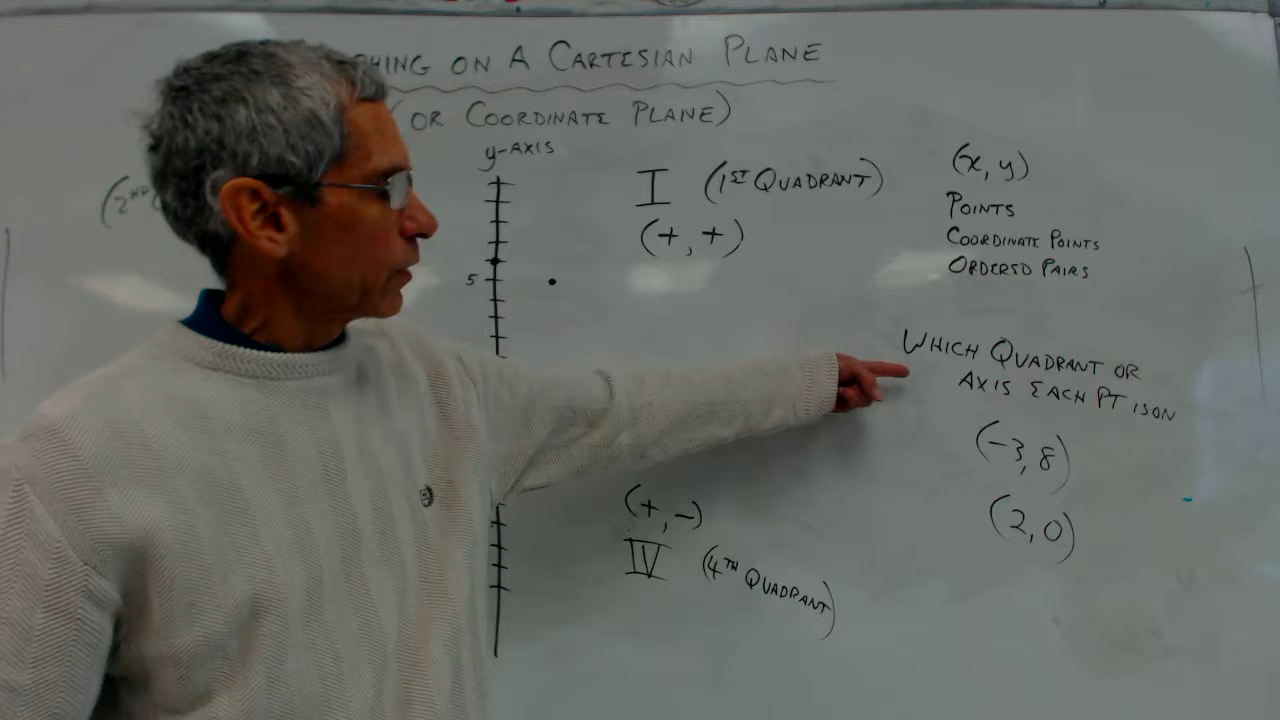 HING ON A CARTESIAN PLANE
(OR COORDINATE PLANE)
y-AXIS
(2ND
I (1ST QUADRANT)
(+,+)
5
(x, y)
POINTS
COORDINATE POINTS
ORDERED PAIRS
WHICH QUADRANT OR
AXIS EACH PT IS ON
(-3, 8)
(2, 0)
(+,-)
IV (4TH QUADRANT)